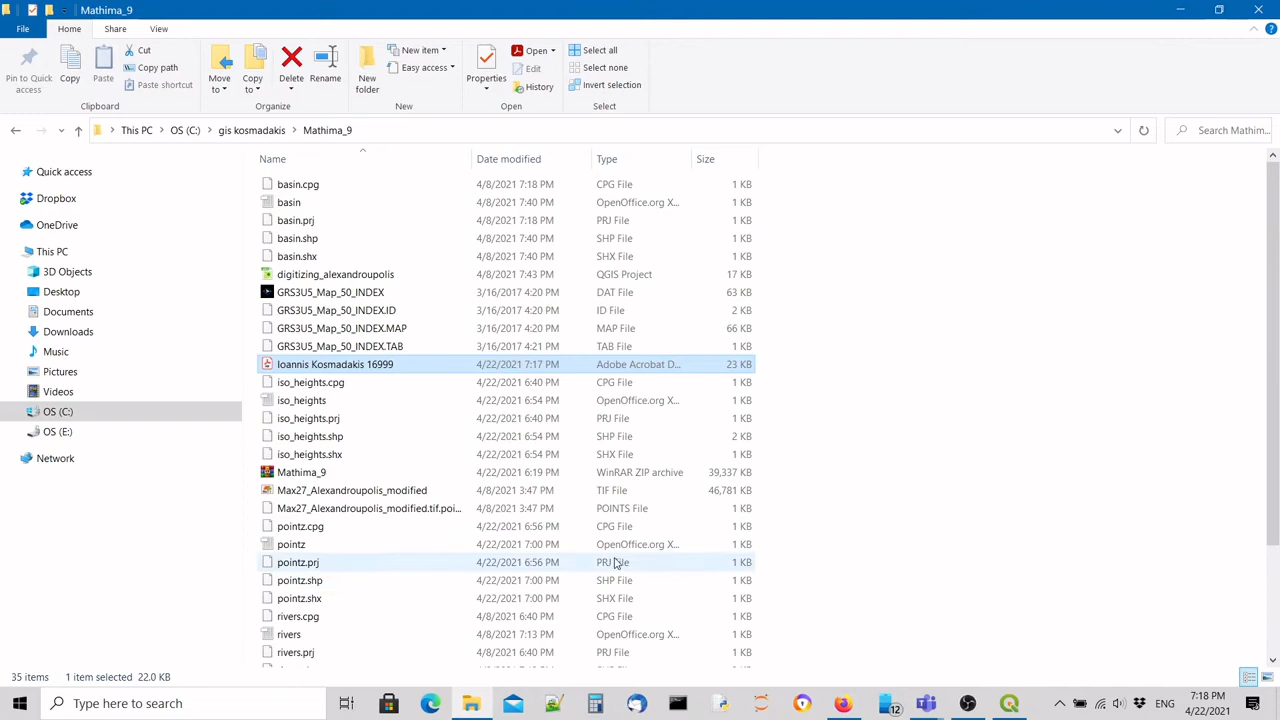 Mathima_9
File Home Share View
Pin to Quick access
Copy
Paste
Cut
Copy path
Paste shortcut
Clipboard
Move to
Copy to
Delete
Rename
Organize
New folder
New item
Easy access
New
Properties
Open
Edit
History
Open
Select all
Select none
Invert selection
Select
This PC OS (C:) gis kosmadakis Mathima_9
Search Mathim...
Name Date modified Type Size
Quick access
Dropbox
OneDrive
This PC
3D Objects
Desktop
Documents
Downloads
Music
Pictures
Videos
OS (C:)
OS (E:)
Network
basin.cpg 4/8/2021 7:18 PM CPG File 1 KB
basin 4/8/2021 7:40 PM OpenOffice.org X... 1 KB
basin.prj 4/8/2021 7:18 PM PRJ File 1 KB
basin.shp 4/8/2021 7:40 PM SHP File 1 KB
basin.shx 4/8/2021 7:40 PM SHX File 1 KB
digitizing_alexandroupolis 4/8/2021 7:43 PM QGIS Project 17 KB
GRS3U5_Map_50_INDEX 3/16/2017 4:20 PM DAT File 63 KB
GRS3U5_Map_50_INDEX.ID 3/16/2017 4:20 PM ID File 2 KB
GRS3U5_Map_50_INDEX.MAP 3/16/2017 4:20 PM MAP File 66 KB
GRS3U5_Map_50_INDEX.TAB 3/16/2017 4:21 PM TAB File 1 KB
Ioannis Kosmadakis 16999 4/22/2021 7:17 PM Adobe Acrobat D... 23 KB
iso_heights.cpg 4/22/2021 6:40 PM CPG File 1 KB
iso_heights 4/22/2021 6:54 PM OpenOffice.org X... 1 KB
iso_heights.prj 4/22/2021 6:40 PM PRJ File 1 KB
iso_heights.shp 4/22/2021 6:54 PM SHP File 2 KB
iso_heights.shx 4/22/2021 6:54 PM SHX File 1 KB
Mathima_9 4/22/2021 6:19 PM WinRAR ZIP archive 39,337 KB
Max27_Alexandroupolis_modified 4/8/2021 3:47 PM TIF File 46,781 KB
Max27_Alexandroupolis_modified.tif.poi... 4/8/2021 3:47 PM POINTS File 1 KB
pointz.cpg 4/22/2021 6:56 PM CPG File 1 KB
pointz 4/22/2021 7:00 PM OpenOffice.org X... 1 KB
pointz.prj 4/22/2021 6:56 PM PRJ File 1 KB
pointz.shp 4/22/2021 7:00 PM SHP File 1 KB
pointz.shx 4/22/2021 7:00 PM SHX File 1 KB
rivers.cpg 4/8/2021 6:40 PM CPG File 1 KB
rivers 4/8/2021 7:13 PM OpenOffice.org X... 1 KB
rivers.prj 4/8/2021 6:40 PM PRJ File 1 KB
35 items 1 item selected 22.0 KB
Type here to search
12
ENG
7:18 PM
4/22/2021